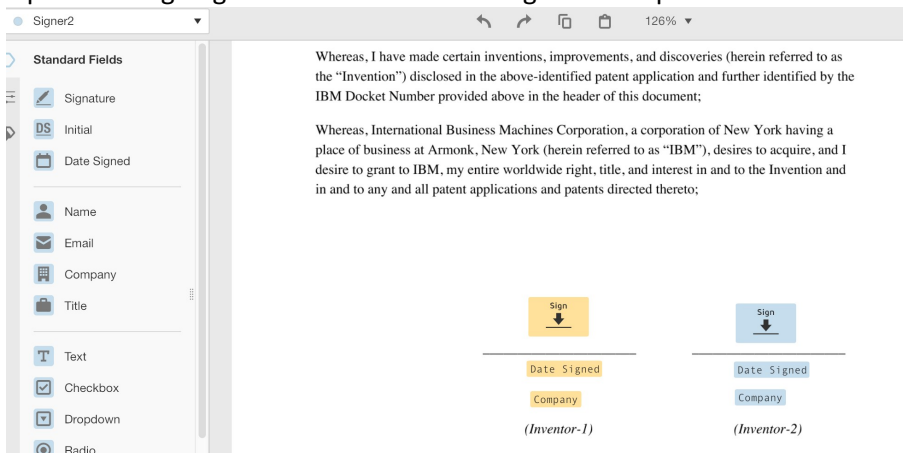 Signer2
126%
Standard Fields
Signature
DS Initial
Date Signed
Name
Email
Company
Title
T Text
Checkbox
Dropdown
Radio
Whereas, I have made certain inventions, improvements, and discoveries (herein referred to as
the “Invention”) disclosed in the above-identified patent application and further identified by the
IBM Docket Number provided above in the header of this document;
Whereas, International Business Machines Corporation, a corporation of New York having a
place of business at Armonk, New York (herein referred to as “IBM”), desires to acquire, and I
desire to grant to IBM, my entire worldwide right, title, and interest in and to the Invention and
in and to any and all patent applications and patents directed thereto;
Sign
Date Signed
Company
(Inventor-1)
Sign
Date Signed
Company
(Inventor-2)